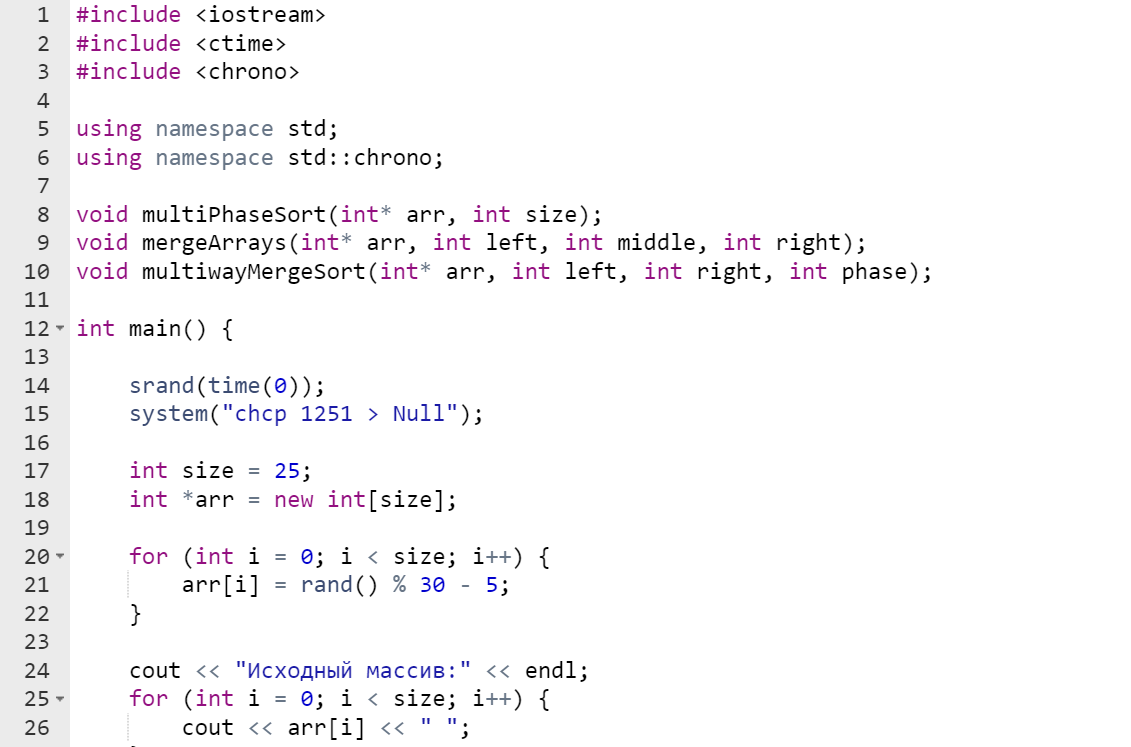 1 #include <iostream>
2 #include <ctime>
3 #include <chrono>
4
5 using namespace std;
6 using namespace std::chrono;
7
8 void multiPhaseSort(int* arr, int size);
9 void mergeArrays(int* arr, int left, int middle, int right);
10 void multiwayMergeSort(int* arr, int left, int right, int phase);
11
12 int main() {
13
14     srand(time(0));
15     system("chcp 1251 > Null");
16
17     int size = 25;
18     int *arr = new int[size];
19
20     for (int i = 0; i < size; i++) {
21         arr[i] = rand() % 30 - 5;
22     }
23
24     cout << "Исходный массив:" << endl;
25     for (int i = 0; i < size; i++) {
26         cout << arr[i] << " ";